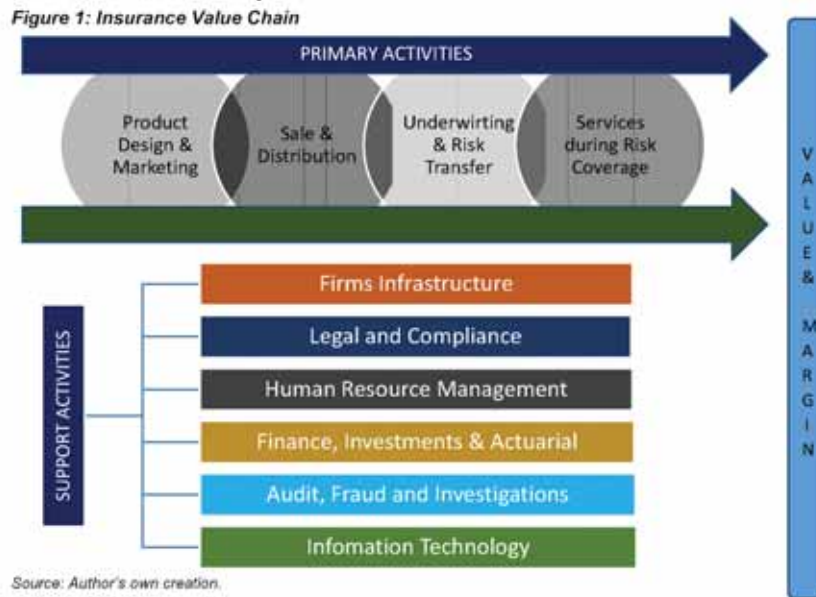 Figure 1: Insurance Value Chain
PRIMARY ACTIVITIES
Product
Design &
Marketing
Sale &
Distribution
Underwirting
& Risk
Transfer
Services
during Risk
Coverage
VALUE & MARGIN
SUPPORT ACTIVITIES
Firms Infrastructure
Legal and Compliance
Human Resource Management
Finance, Investments & Actuarial
Audit, Fraud and Investigations
Infomation Technology
Source: Author's own creation.